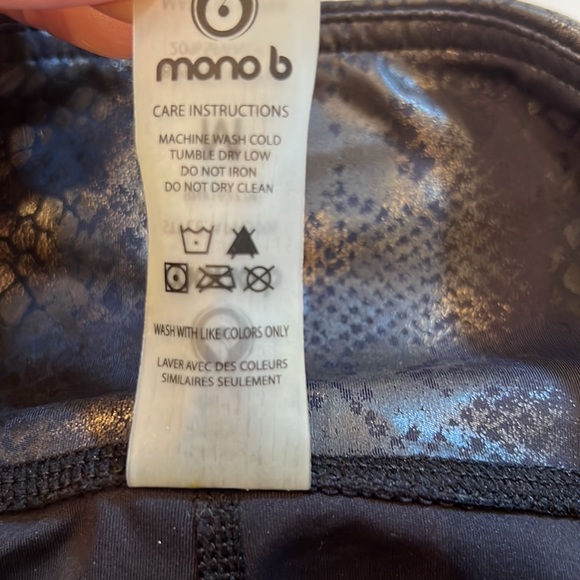 mono b
CARE INSTRUCTIONS
MACHINE WASH COLD
TUMBLE DRY LOW
DO NOT IRON
DO NOT DRY CLEAN
WASH WITH LIKE COLORS ONLY
LAVER AVEC DES COULEURS
SIMILAIRES SEULEMENT